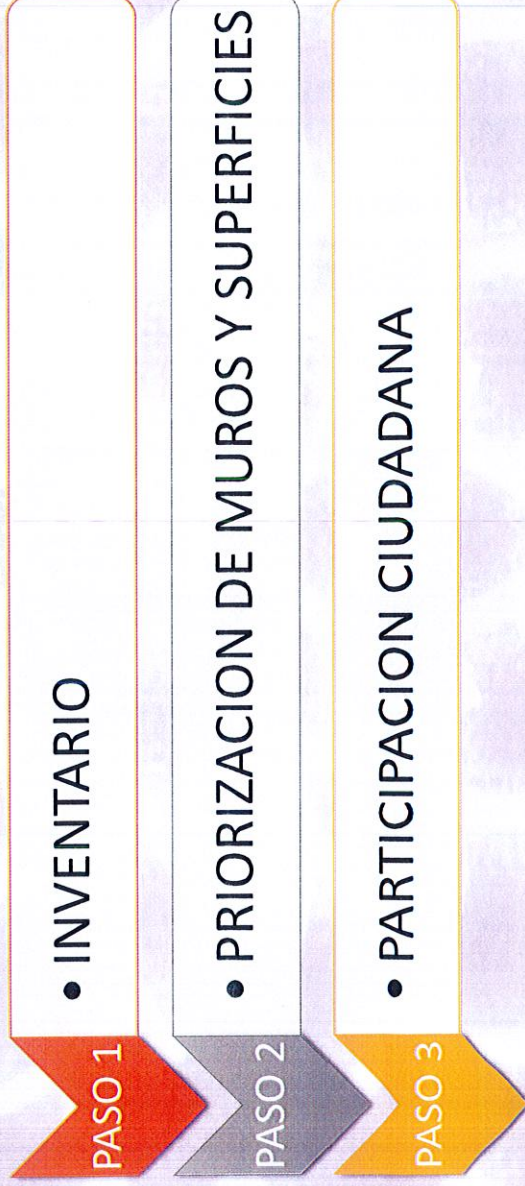 PASO 1
• INVENTARIO
PASO 2
• PRIORIZACION DE MUROS Y SUPERFICIES
PASO 3
• PARTICIPACION CIUDADANA